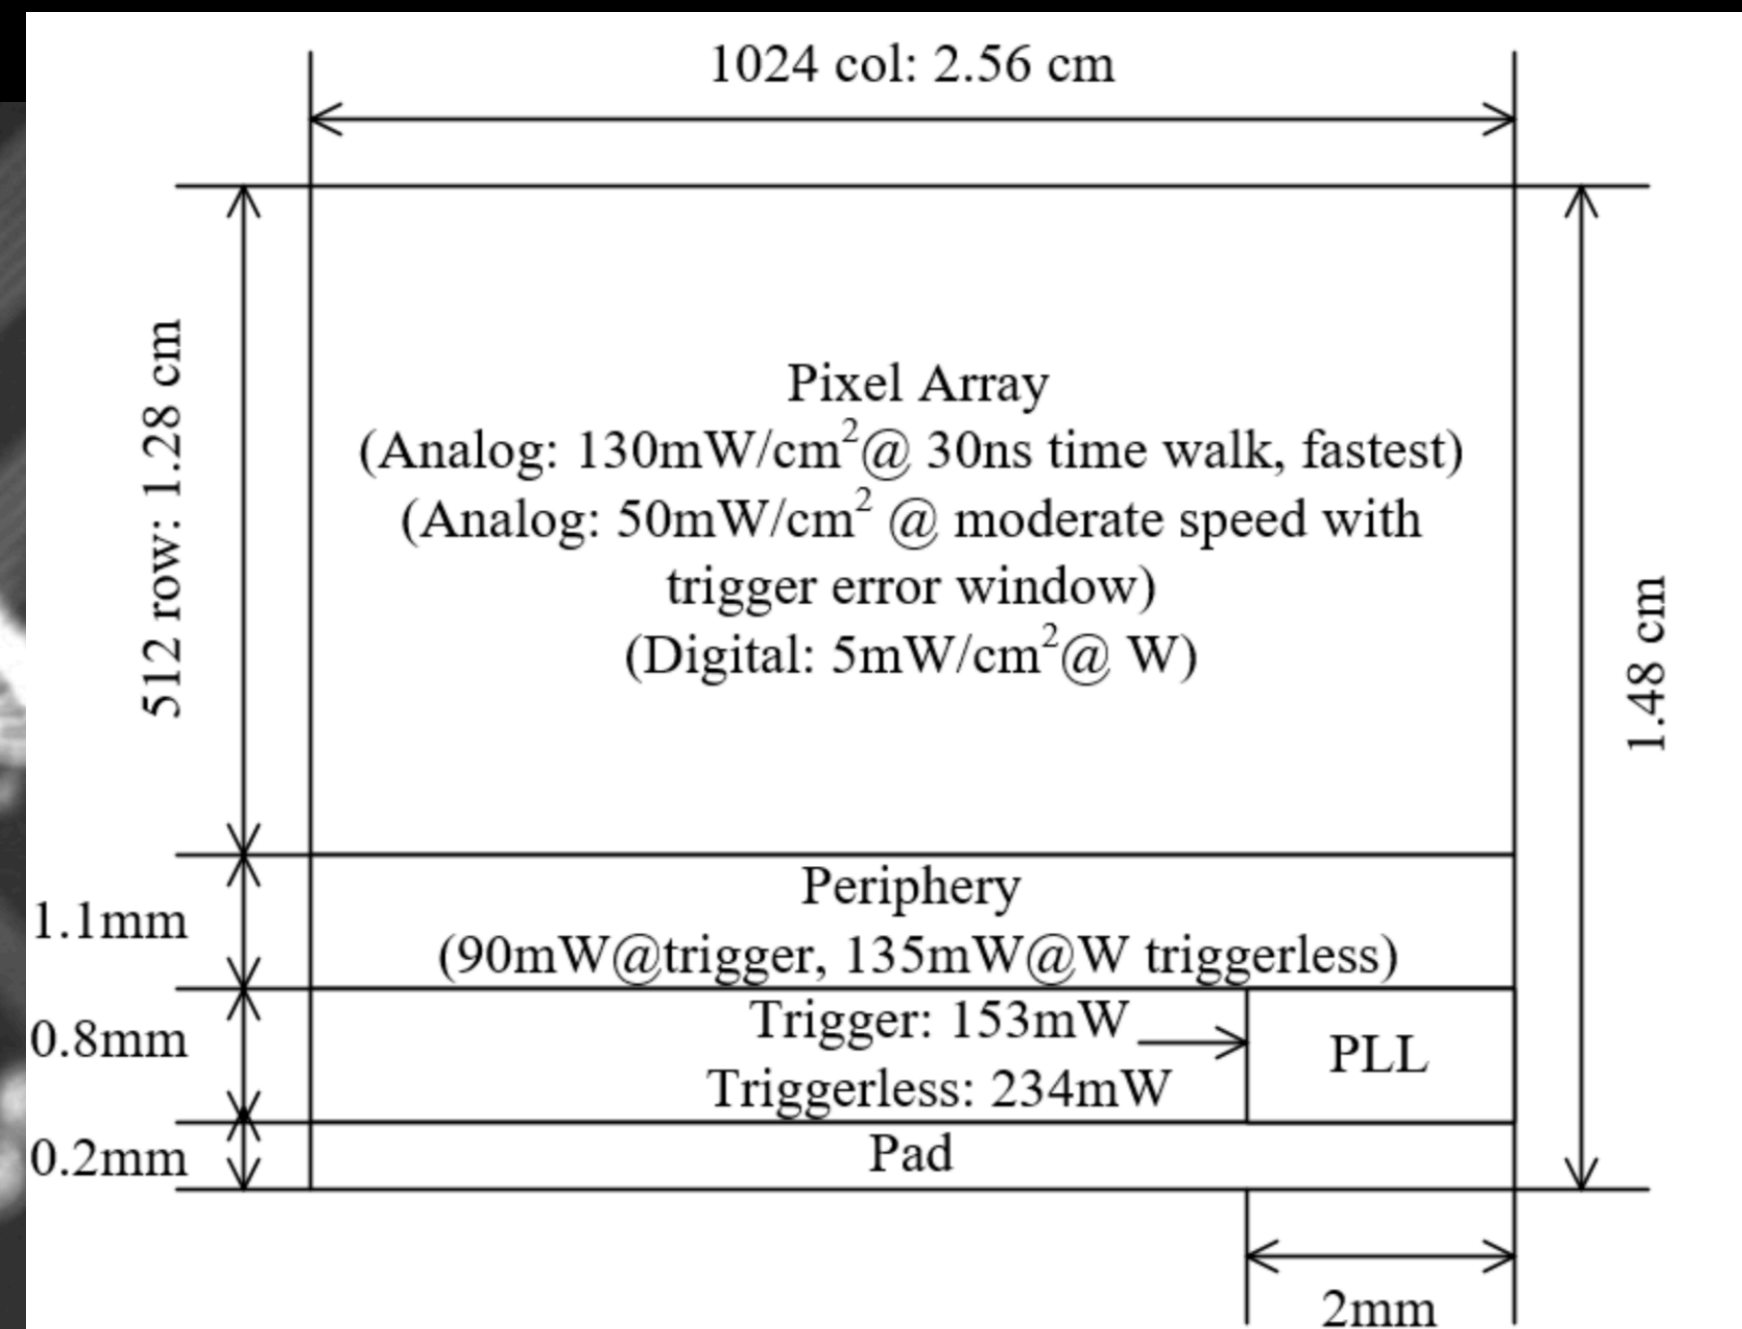 1024 col: 2.56 cm
512 row: 1.28 cm
Pixel Array
(Analog: 130mW/cm²@ 30ns time walk, fastest)
(Analog: 50mW/cm² @ moderate speed with
trigger error window)
(Digital: 5mW/cm²@ W)
1.48 cm
1.1mm
Periphery
(90mW@trigger, 135mW@W triggerless)
0.8mm
Trigger: 153mW
Triggerless: 234mW
PLL
0.2mm
Pad
2mm